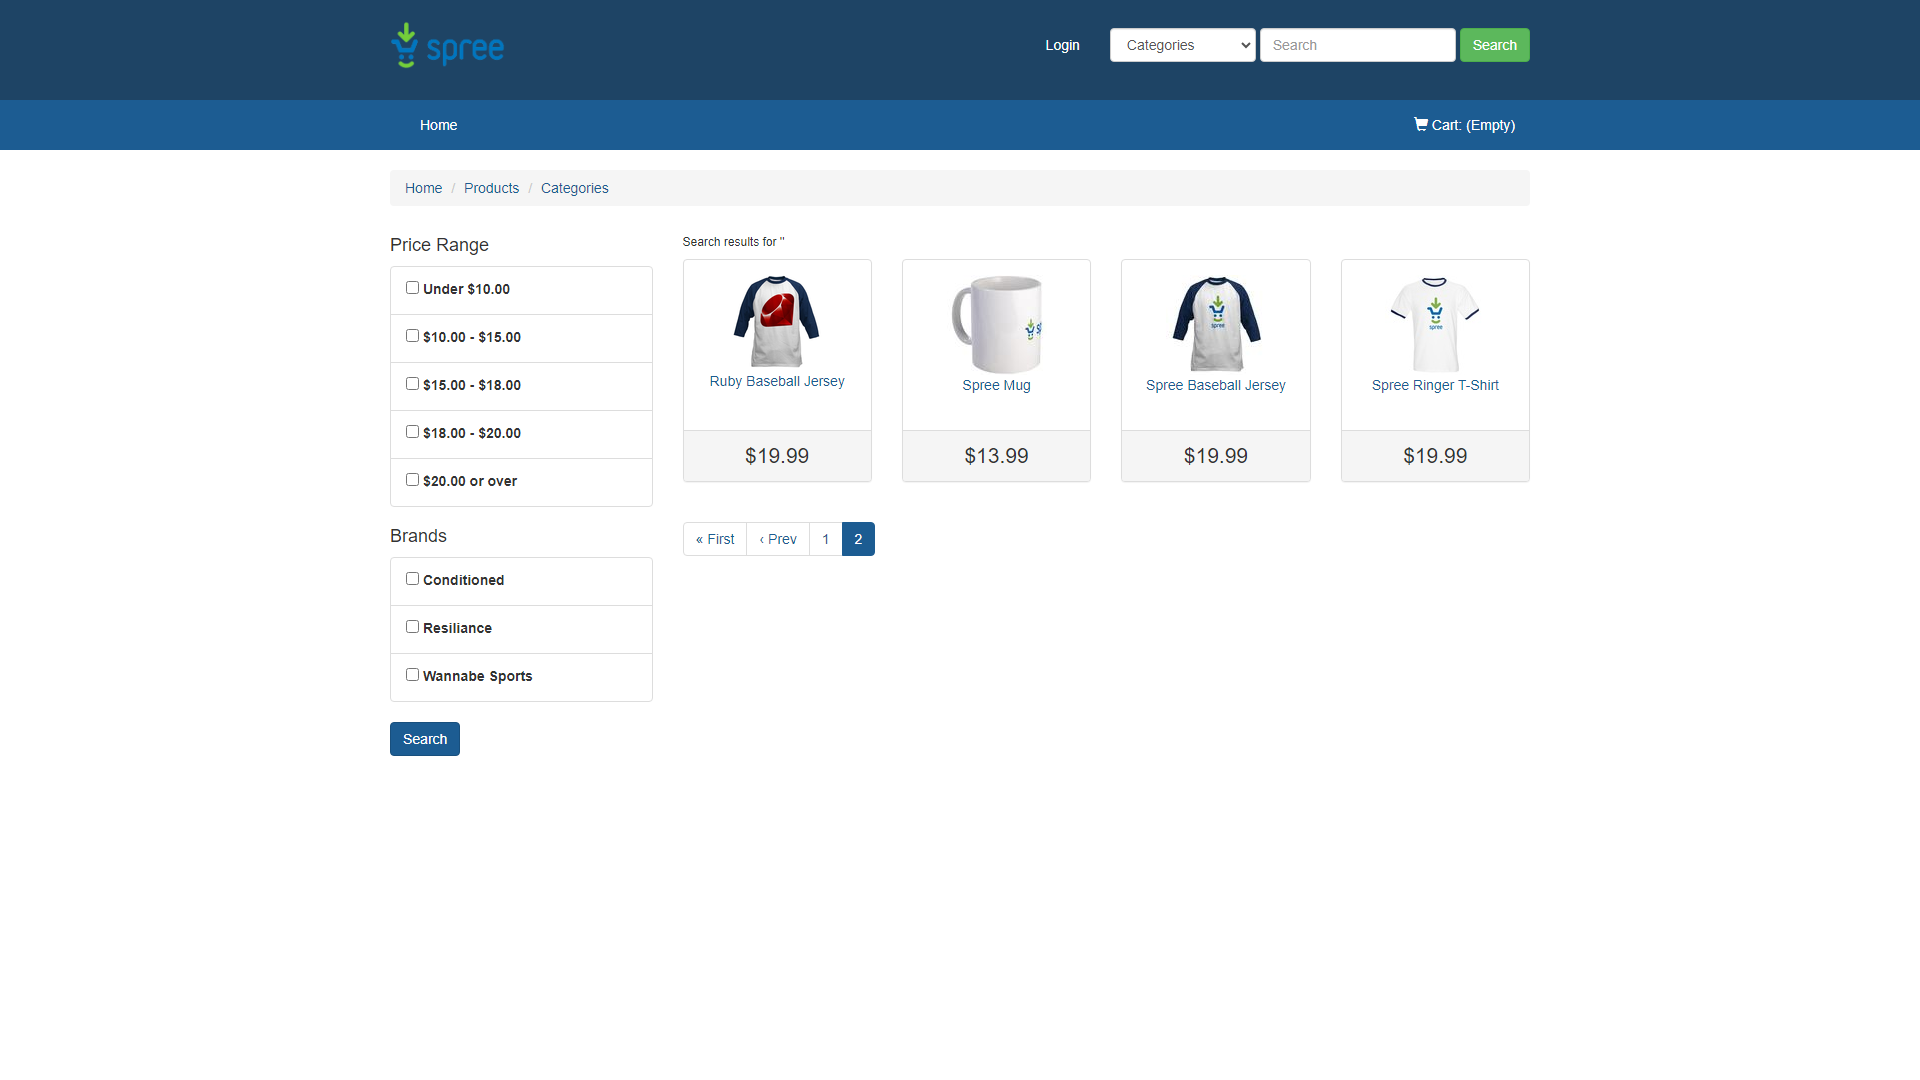 spree
Login
Categories
Search
Search
Home
Cart: (Empty)
Home / Products / Categories
Price Range
Under $10.00
$10.00 - $15.00
$15.00 - $18.00
$18.00 - $20.00
$20.00 or over
Brands
Conditioned
Resiliance
Wannabe Sports
Search
Search results for ''
Ruby Baseball Jersey
$19.99
Spree Mug
$13.99
spree
Spree Baseball Jersey
$19.99
spree
Spree Ringer T-Shirt
$19.99
« First
‹ Prev
1
2